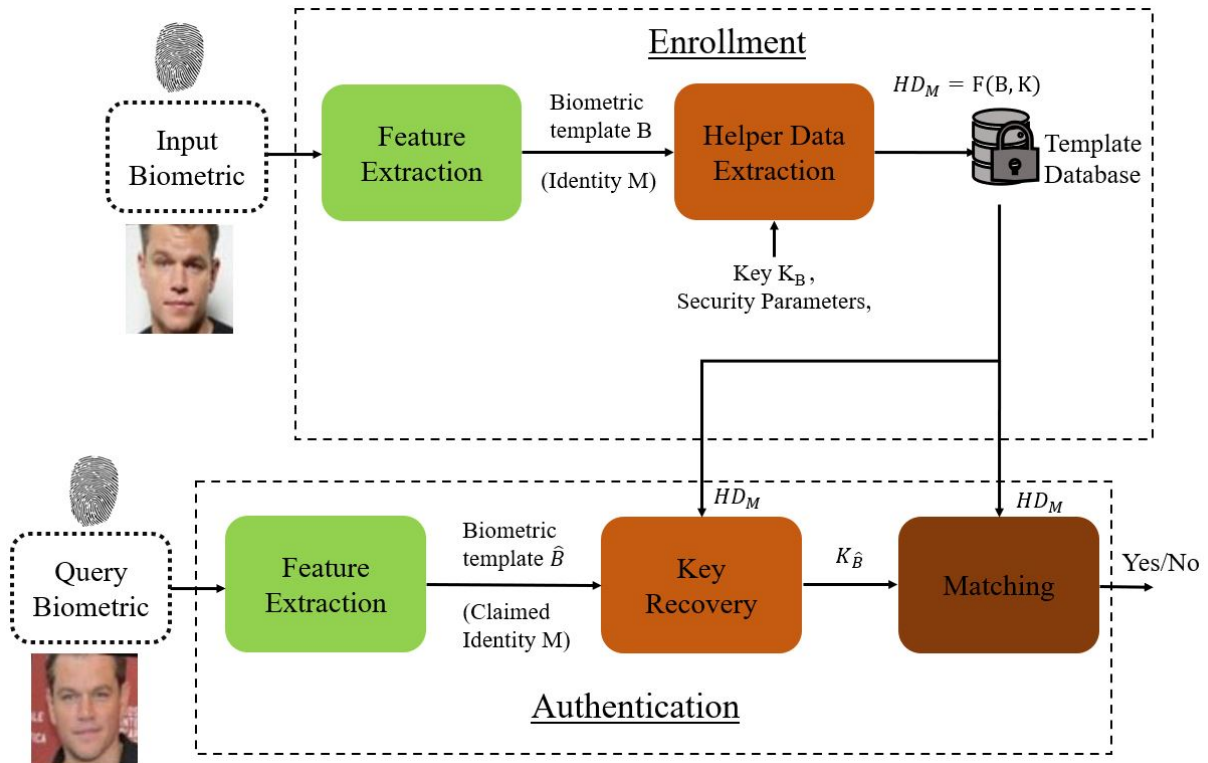 Enrollment
Input
Biometric
Feature
Extraction
Biometric
template B
(Identity M)
Helper Data
Extraction
HD_M = F(B, K)
Template
Database
Key K_B,
Security Parameters,
HD_M
HD_M
Query
Biometric
Feature
Extraction
Biometric
template B̂
(Claimed
Identity M)
Key
Recovery
K_B̂
Matching
Yes/No
Authentication